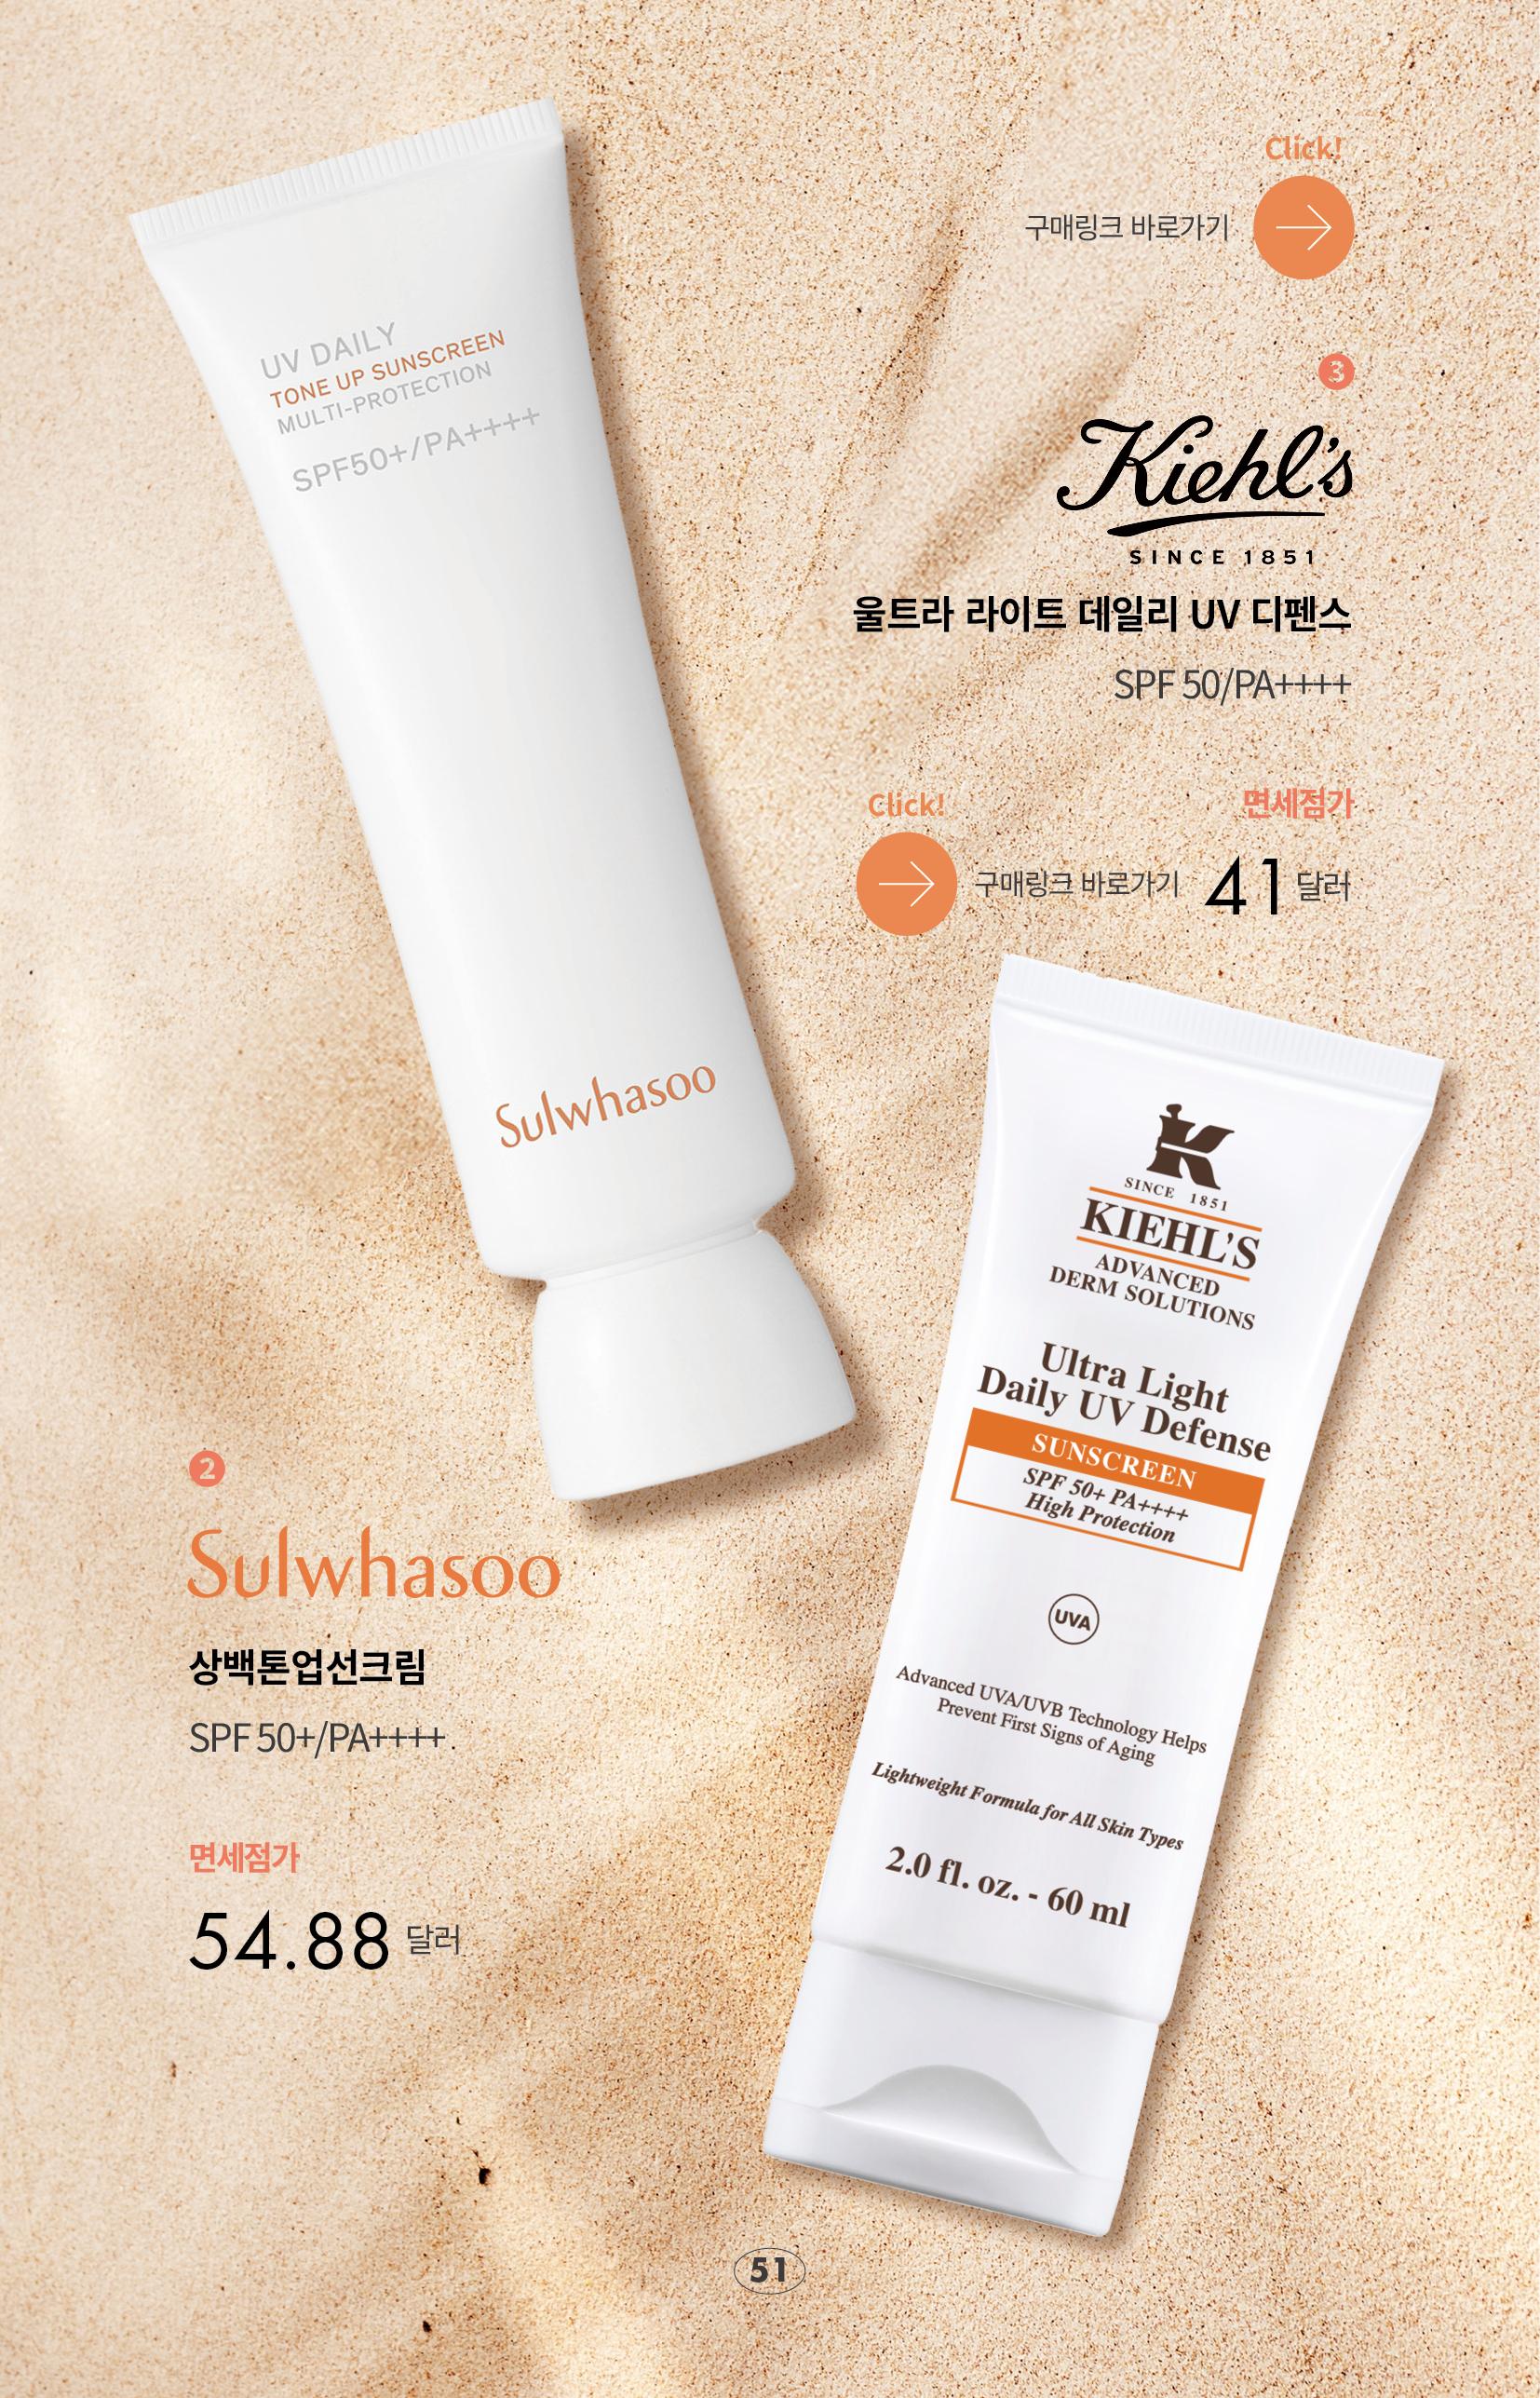 UV DAILY
TONE UP SUNSCREEN
MULTI-PROTECTION
SPF50+/PA++++
Sulwhasoo
Click!
구매링크 바로가기
3
Kiehl's
SINCE 1851
울트라 라이트 데일리 UV 디펜스
SPF 50/PA++++
면세점가
41 달러
Click!
구매링크 바로가기
K
SINCE 1851
KIEHL'S
ADVANCED
DERM SOLUTIONS
Ultra Light
Daily UV Defense
SUNSCREEN
SPF 50+ PA++++
High Protection
UVA
Advanced UVA/UVB Technology Helps
Prevent First Signs of Aging
Lightweight Formula for All Skin Types
2.0 fl. oz. - 60 ml
2
Sulwhasoo
상백톤업선크림
SPF 50+/PA++++
면세점가
54.88 달러
51